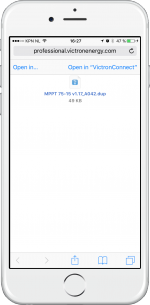 KPN NL
16:27
47 %
professional.victronenergy.com
Open in...
Open in "VictronConnect"
MPPT 75-15 v1.17_A042.dup
49 KB